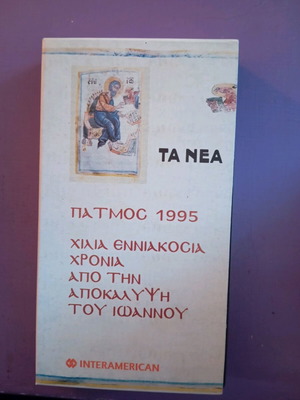 ΤΑ ΝΕΑ
ΠΑΤΜΟϹ 1995
ΧΙΛΙΑ ΕΝΝΙΑΚΟϹΙΑ
ΧΡΟΝΙΑ
ΑΠΟ ΤΗΝ
ΑΠΟΚΑΛΥΨΗ
ΤΟΥ ΙΩΑΝΝΟΥ
INTERAMERICAN